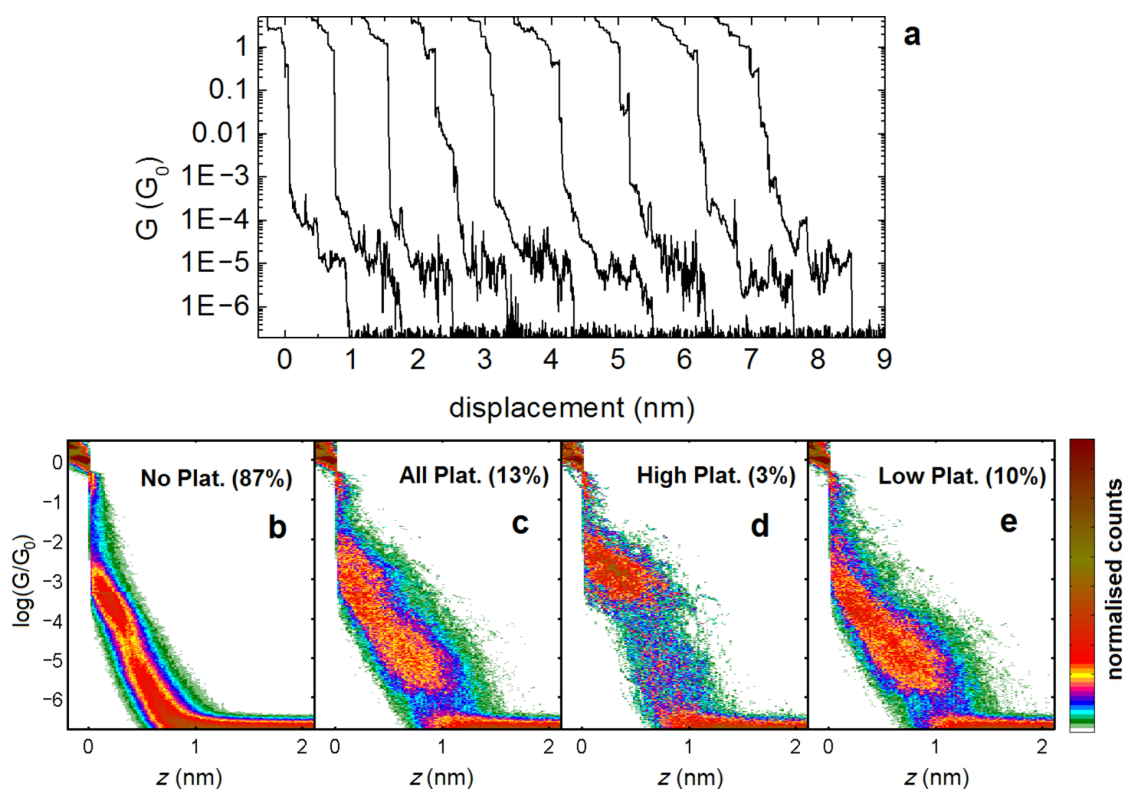 a
1
0.1
0.01
1E−3
1E−4
1E−5
1E−6
G (G0)
0 1 2 3 4 5 6 7 8 9
displacement (nm)
No Plat. (87%)
b
All Plat. (13%)
c
High Plat. (3%)
d
Low Plat. (10%)
e
0
−1
−2
−3
−4
−5
−6
log(G/G0)
0 1 2
z (nm)
0 1 2
z (nm)
0 1 2
z (nm)
0 1 2
z (nm)
normalised counts